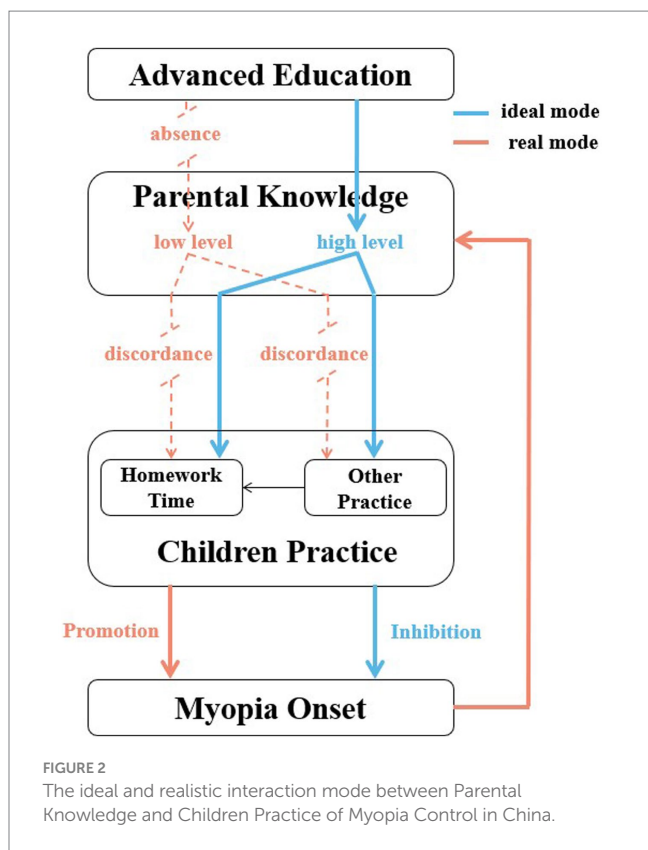 Advanced Education
ideal mode
real mode
absence
Parental Knowledge
low level
high level
discordance
discordance
Homework
Time
Other
Practice
Children Practice
Promotion
Inhibition
Myopia Onset
FIGURE 2
The ideal and realistic interaction mode between Parental
Knowledge and Children Practice of Myopia Control in China.